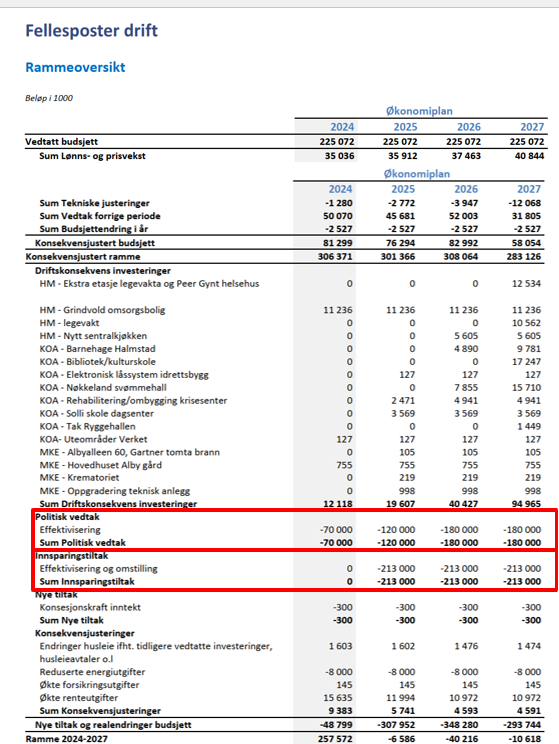 Fellesposter drift
Rammeoversikt
Beløp i 1000
Økonomiplan
2024 2025 2026 2027
Vedtatt budsjett 225 072 225 072 225 072 225 072
Sum Lønns- og prisvekst 35 036 35 912 37 463 40 844
Økonomiplan
2024 2025 2026 2027
Sum Tekniske justeringer -1 280 -2 772 -3 947 -12 068
Sum Vedtak forrige periode 50 070 45 681 52 003 31 805
Sum Budsjettendring i år -2 527 -2 527 -2 527 -2 527
Konsekvensjustert budsjett 81 299 76 294 82 992 58 054
Konsekvensjustert ramme 306 371 301 366 308 064 283 126
Driftskonsekvens investeringer
HM - Ekstra etasje legevakta og Peer Gynt helsehus 0 0 0 12 534
HM - Grindvold omsorgsbolig 11 236 11 236 11 236 11 236
HM - legevakt 0 0 0 10 562
HM - Nytt sentralkjøkken 0 0 5 605 5 605
KOA - Barnehage Halmstad 0 0 4 890 9 781
KOA - Bibliotek/kulturskole 0 0 0 17 247
KOA - Elektronisk låssystem idrettsbygg 0 127 127 127
KOA - Nøkkeland svømmehall 0 0 7 855 15 710
KOA - Rehabilitering/ombygging krisesenter 0 2 471 4 941 4 941
KOA - Solli skole dagsenter 0 3 569 3 569 3 569
KOA - Tak Ryggehallen 0 0 0 1 449
KOA- Uteområder Verket 127 127 127 127
MKE - Albyalleen 60, Gartner tomta brann 0 105 105 105
MKE - Hovedhuset Alby gård 755 755 755 755
MKE - Krematoriet 0 219 219 219
MKE - Oppgradering teknisk anlegg 0 998 998 998
Sum Driftskonsekvens investeringer 12 118 19 607 40 427 94 965
Politisk vedtak
Effektivisering -70 000 -120 000 -180 000 -180 000
Sum Politisk vedtak -70 000 -120 000 -180 000 -180 000
Innsparingstiltak
Effektivisering og omstilling 0 -213 000 -213 000 -213 000
Sum Innsparingstiltak 0 -213 000 -213 000 -213 000
Nye tiltak
Konsesjonskraft inntekt -300 -300 -300 -300
Sum Nye tiltak -300 -300 -300 -300
Konsekvensjusteringer
Endringer husleie ifht. tidligere vedtatte investeringer, 1 603 1 602 1 476 1 474
husleieavtaler o.l
Reduserte energiutgifter -8 000 -8 000 -8 000 -8 000
Økte forsikringsutgifter 145 145 145 145
Økte renteutgifter 15 635 11 994 10 972 10 972
Sum Konsekvensjusteringer 9 383 5 741 4 593 4 591
Nye tiltak og realendringer budsjett -48 799 -307 952 -348 280 -293 744
Ramme 2024-2027 257 572 -6 586 -40 216 -10 618